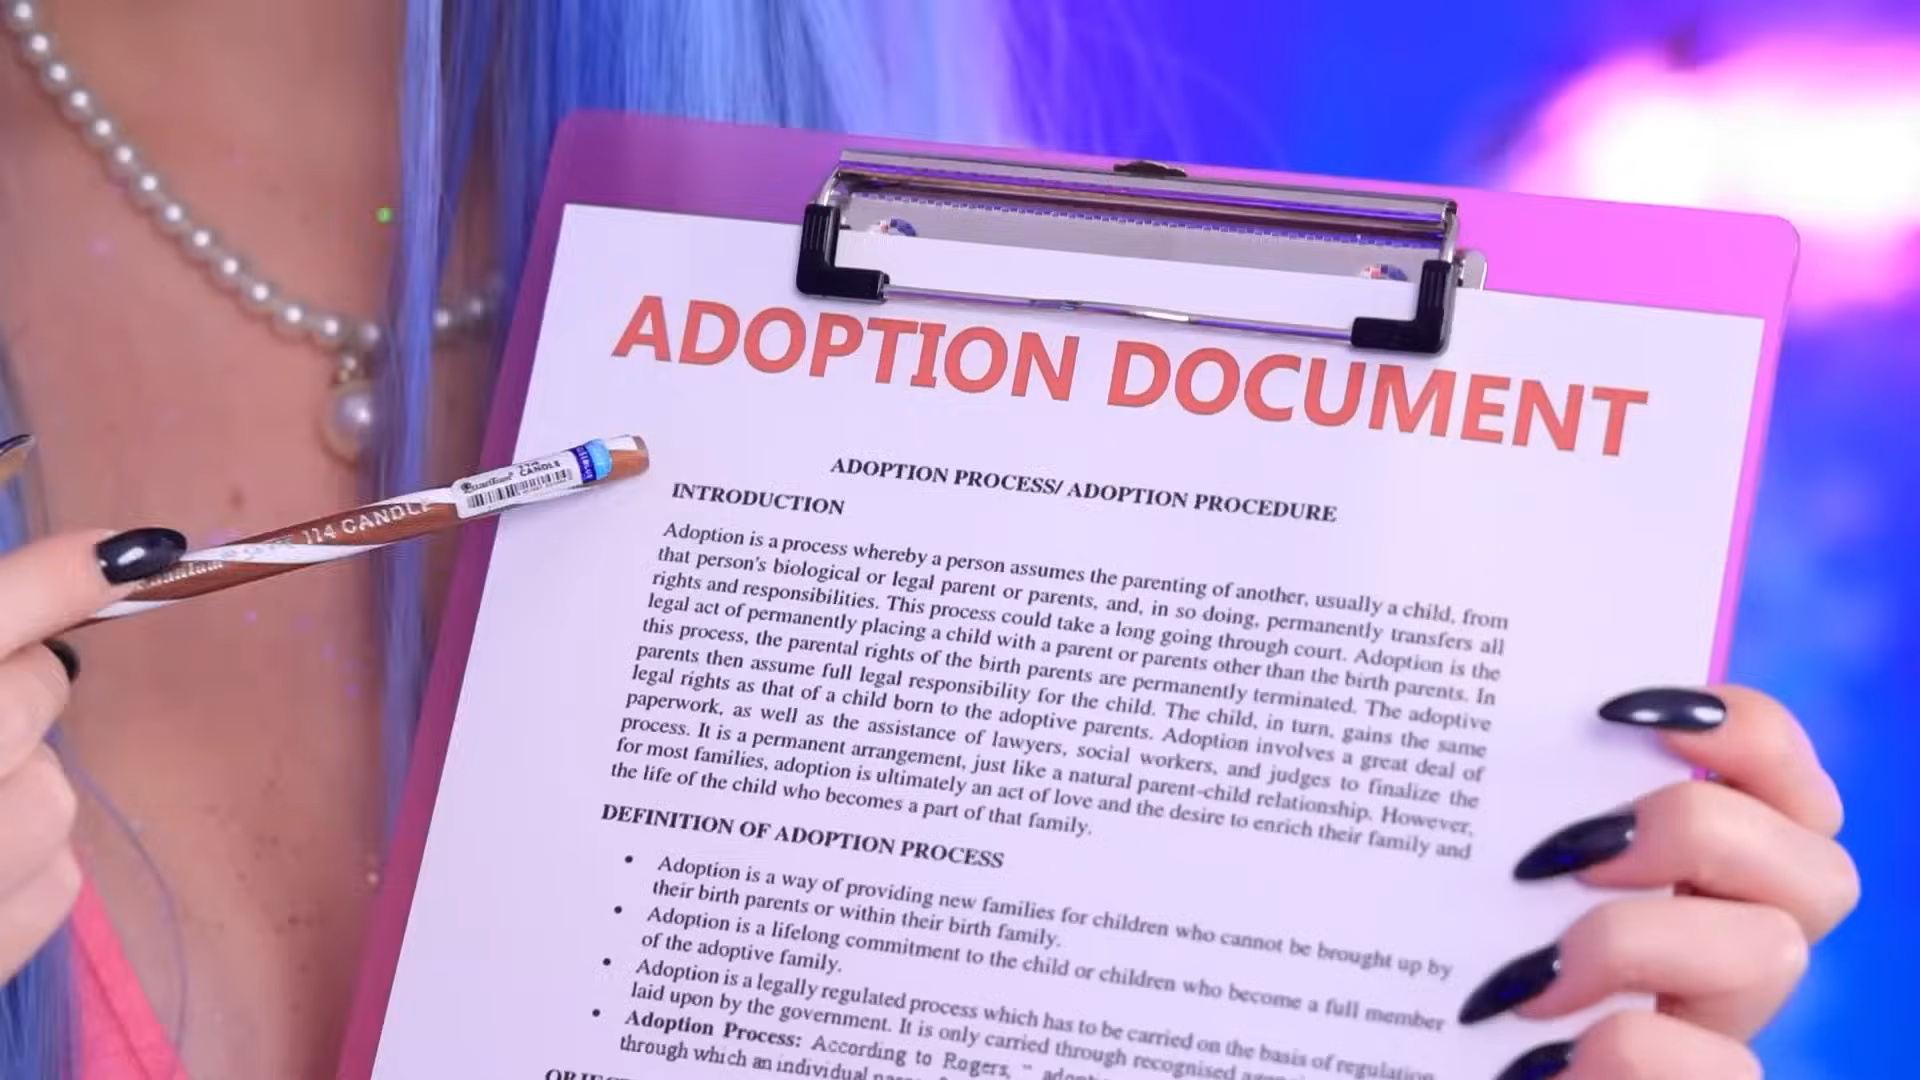 ADOPTION DOCUMENT
ADOPTION PROCESS/ ADOPTION PROCEDURE
INTRODUCTION
Adoption is a process whereby a person assumes the parenting of another, usually a child, from
that person's biological or legal parent or parents, and, in so doing, permanently transfers all
rights and responsibilities. This process could take a long going through court. Adoption is the
legal act of permanently placing a child with a parent or parents other than the birth parents. In
this process, the parental rights of the birth parents are permanently terminated. The adoptive
parents then assume full legal responsibility for the child. The child, in turn, gains the same
legal rights as that of a child born to the adoptive parents. Adoption involves a great deal of
paperwork, as well as the assistance of lawyers, social workers, and judges to finalize the
process. It is a permanent arrangement, just like a natural parent-child relationship. However,
for most families, adoption is ultimately an act of love and the desire to enrich their family and
the life of the child who becomes a part of that family.
DEFINITION OF ADOPTION PROCESS
• Adoption is a way of providing new families for children who cannot be brought up by
their birth parents or within their birth family.
• Adoption is a lifelong commitment to the child or children who become a full member
of the adoptive family.
• Adoption is a legally regulated process which has to be carried on the basis of regulation
laid upon by the government. It is only carried through recognised
• Adoption Process: According to Rogers, "
through which an individual
114 CANDLE
Quantum
CANDLE